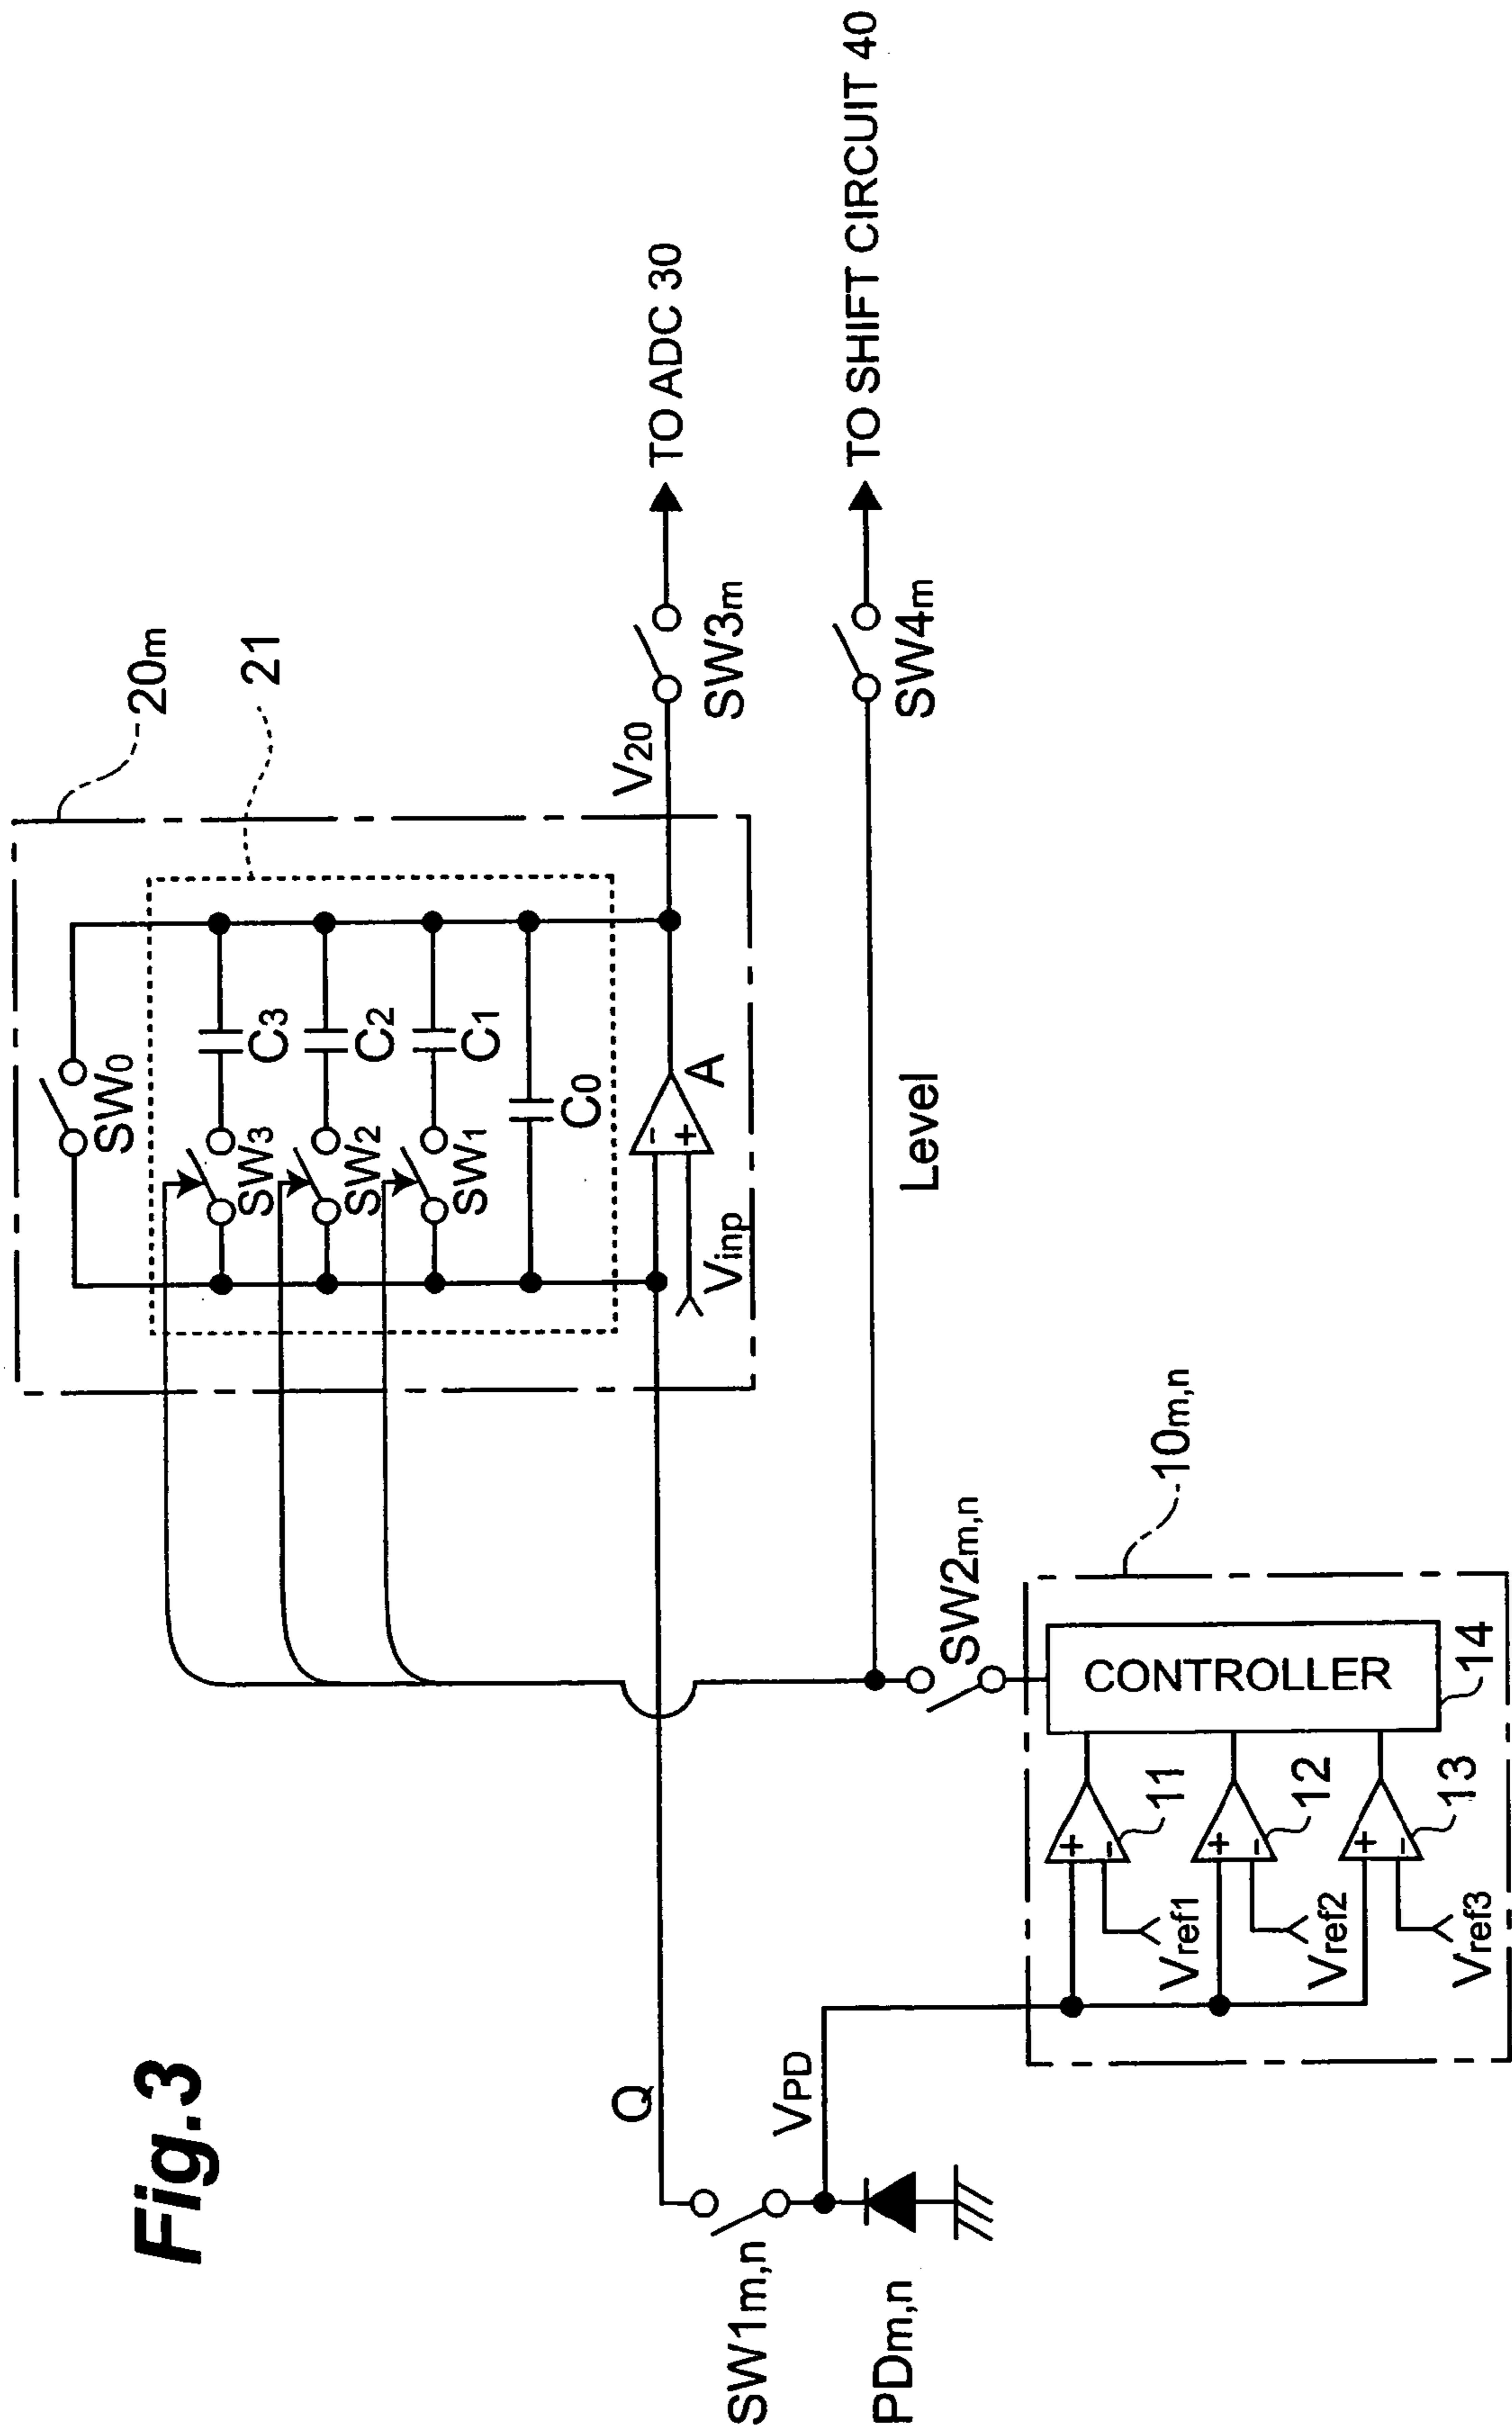 Fig.3
20m
21
SW0
SW3
C3
SW2
C2
SW1
C1
C0
-
+
A
Vinp
V20
SW3m
TO ADC 30
Q
SW1m,n
VPD
PDm,n
Level
SW4m
TO SHIFT CIRCUIT 40
SW2m,n
10m,n
+
-
11
Vref1
+
-
12
Vref2
+
-
13
Vref3
CONTROLLER
14